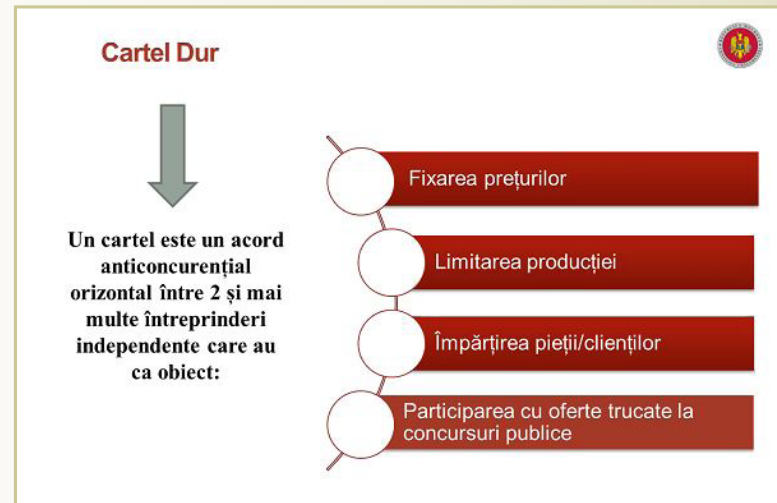 Cartel Dur
Un cartel este un acord
anticoncurențial
orizontal între 2 și mai
multe întreprinderi
independente care au
ca obiect:
Fixarea prețurilor
Limitarea producției
Împărțirea pieții/clienților
Participarea cu oferte trucate la
concursuri publice